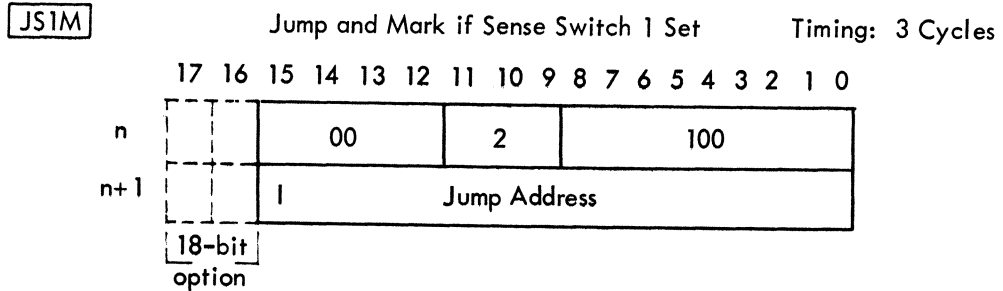 JS1M Jump and Mark if Sense Switch 1 Set Timing: 3 Cycles
17 16 15 14 13 12 11 10 9 8 7 6 5 4 3 2 1 0
n 00 2 100
n+1 I Jump Address
18-bit
option